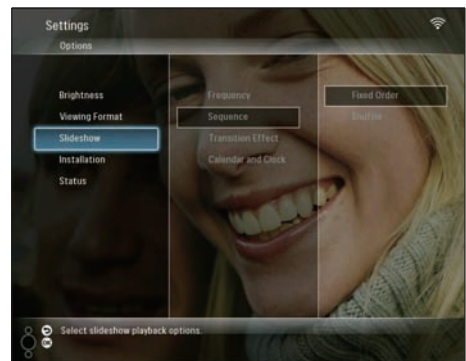 Settings
Options
Brightness
Viewing Format
Slideshow
Installation
Status
Frequency
Sequence
Transition Effect
Calendar and Clock
Fixed Order
Shuffle
OK
Select slideshow playback options.